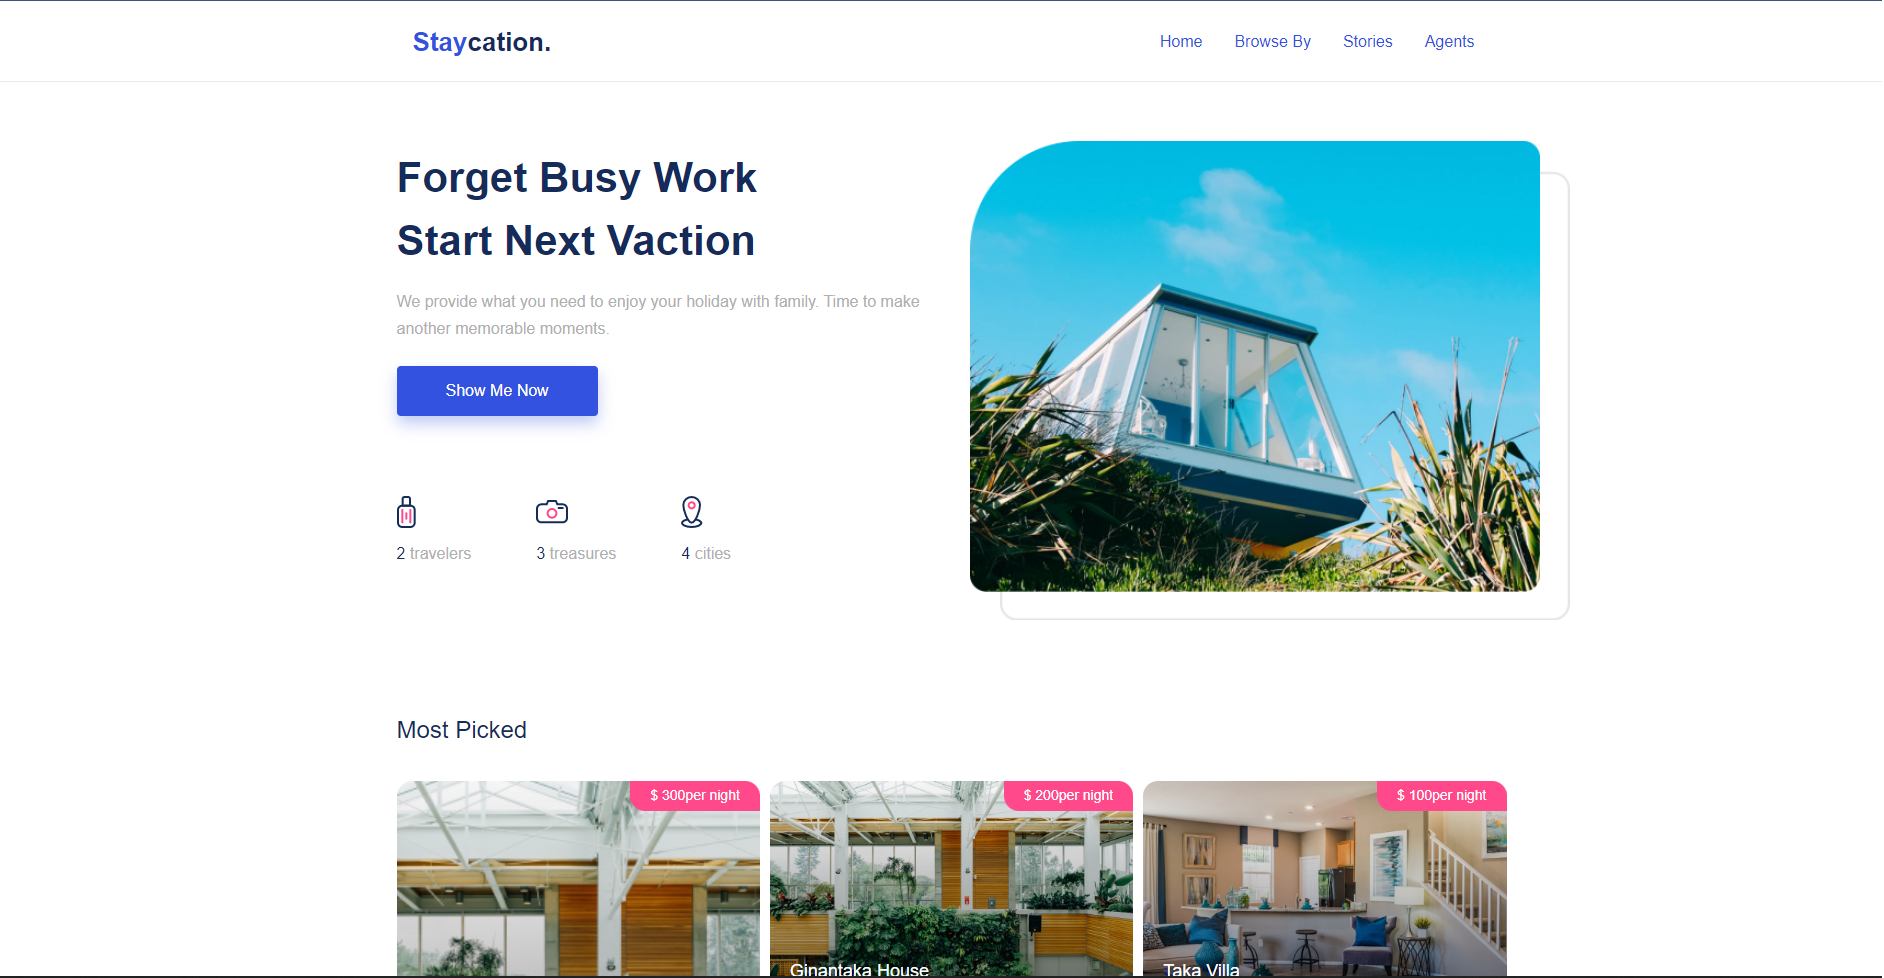 Staycation.
Home Browse By Stories Agents
Forget Busy Work
Start Next Vaction
We provide what you need to enjoy your holiday with family. Time to make
another memorable moments.
Show Me Now
2 travelers
3 treasures
4 cities
Most Picked
$ 300per night
$ 200per night
$ 100per night
Ginantaka House
Taka Villa